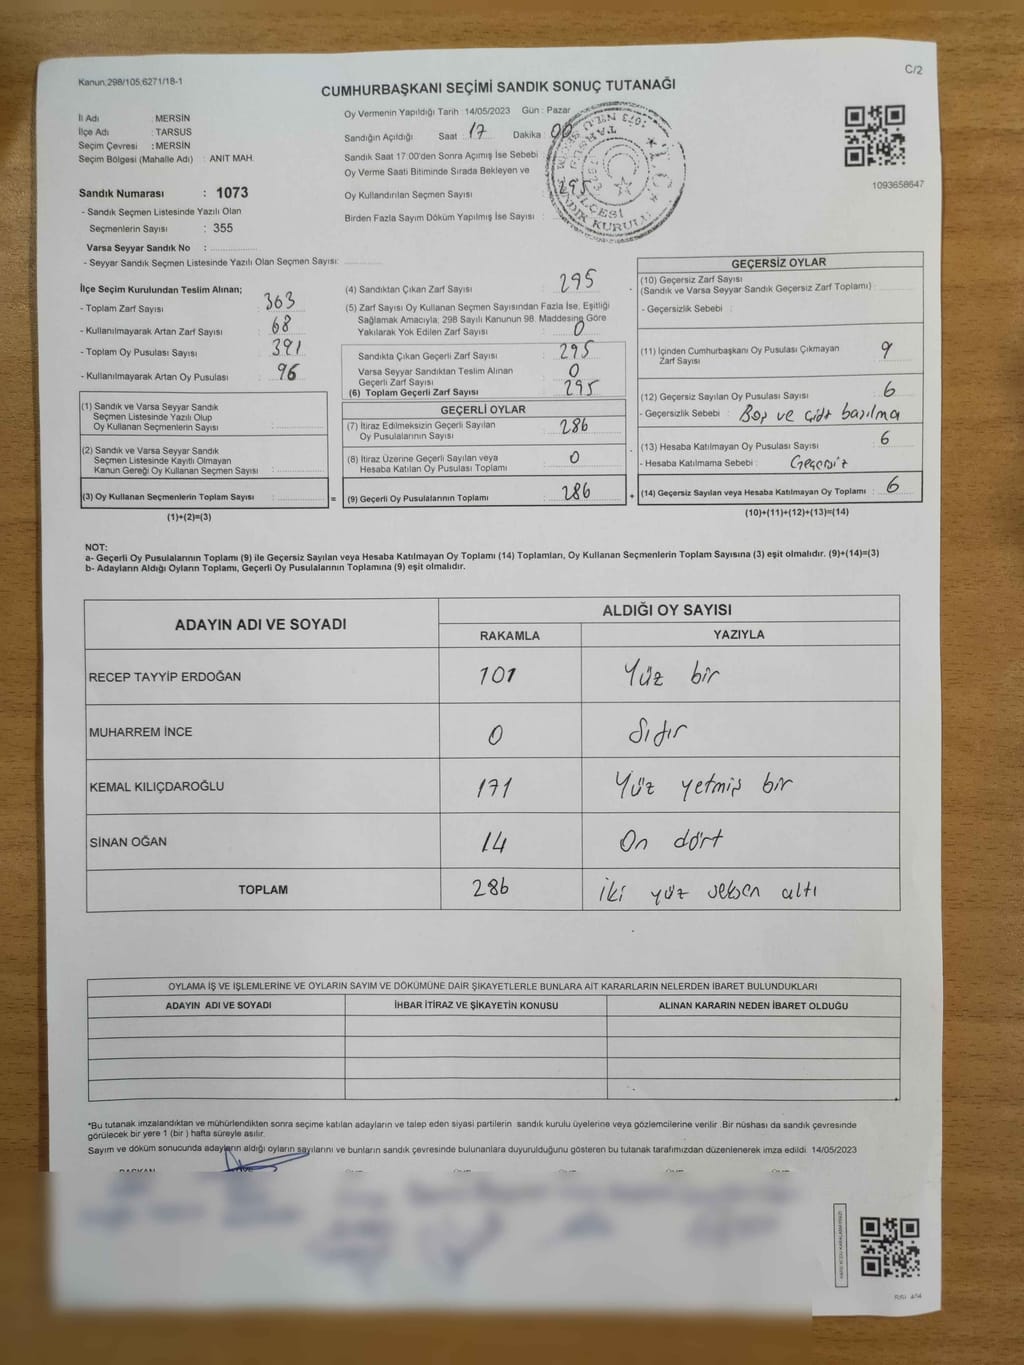 Kanun.298/105,6271/18-1
C/2
CUMHURBAŞKANI SEÇİMİ SANDIK SONUÇ TUTANAĞI
İl Adı : MERSİN
İlçe Adı : TARSUS
Seçim Çevresi : MERSİN
Seçim Bölgesi (Mahalle Adı) : ANIT MAH.
Sandık Numarası : 1073
- Sandık Seçmen Listesinde Yazılı Olan
Seçmenlerin Sayısı : 355
Varsa Seyyar Sandık No :
- Seyyar Sandık Seçmen Listesinde Yazılı Olan Seçmen Sayısı:
Oy Vermenin Yapıldığı Tarih :14/05/2023 Gün : Pazar
Sandığın Açıldığı Saat : 17 Dakika : 00
Sandık Saat 17:00'den Sonra Açımış İse Sebebi :
Oy Verme Saati Bitiminde Sırada Bekleyen ve
Oy Kullandırılan Seçmen Sayısı : 295
Birden Fazla Sayım Döküm Yapılmış İse Sayısı :
1093658647
İlçe Seçim Kurulundan Teslim Alınan;
- Toplam Zarf Sayısı : 363
- Kullanılmayarak Artan Zarf Sayısı : 68
- Toplam Oy Pusulası Sayısı : 391
- Kullanılmayarak Artan Oy Pusulası : 96
(1) Sandık ve Varsa Seyyar Sandık
Seçmen Listesinde Yazılı Olup
Oy Kullanan Seçmenlerin Sayısı :
(2) Sandık ve Varsa Seyyar Sandık
Seçmen Listesinde Kayıtlı Olmayan
Kanun Gereği Oy Kullanan Seçmen Sayısı :
(3) Oy Kullanan Seçmenlerin Toplam Sayısı :
(1)+(2)=(3)
(4) Sandıktan Çıkan Zarf Sayısı : 295
(5) Zarf Sayısı Oy Kullanan Seçmen Sayısından Fazla İse, Eşitliği
Sağlamak Amacıyla, 298 Sayılı Kanunun 98. Maddesine Göre
Yakılarak Yok Edilen Zarf Sayısı : 0
Sandıkta Çıkan Geçerli Zarf Sayısı : 295
Varsa Seyyar Sandıktan Teslim Alınan
Geçerli Zarf Sayısı : 0
(6) Toplam Geçerli Zarf Sayısı : 295
GEÇERLİ OYLAR
(7) İtiraz Edilmeksizin Geçerli Sayılan
Oy Pusulalarının Sayısı : 286
(8) İtiraz Üzerine Geçerli Sayılan veya
Hesaba Katılan Oy Pusulası Toplamı : 0
= (9) Geçerli Oy Pusulalarının Toplamı : 286
GEÇERSİZ OYLAR
(10) Geçersiz Zarf Sayısı
(Sandık ve Varsa Seyyar Sandık Geçersiz Zarf Toplamı) :
- Geçersizlik Sebebi :
(11) İçinden Cumhurbaşkanı Oy Pusulası Çıkmayan
Zarf Sayısı : 9
(12) Geçersiz Sayılan Oy Pusulası Sayısı : 6
- Geçersizlik Sebebi : Boş ve çift basılma
(13) Hesaba Katılmayan Oy Pusulası Sayısı : 6
- Hesaba Katılmama Sebebi : Geçersiz
+ (14) Geçersiz Sayılan veya Hesaba Katılmayan Oy Toplamı : 6
(10)+(11)+(12)+(13)=(14)
NOT:
a- Geçerli Oy Pusulalarının Toplamı (9) ile Geçersiz Sayılan veya Hesaba Katılmayan Oy Toplamı (14) Toplamları, Oy Kullanan Seçmenlerin Toplam Sayısına (3) eşit olmalıdır. (9)+(14)=(3)
b- Adayların Aldığı Oyların Toplamı, Geçerli Oy Pusulalarının Toplamına (9) eşit olmalıdır.
ADAYIN ADI VE SOYADI
ALDIĞI OY SAYISI
RAKAMLA YAZIYLA
RECEP TAYYİP ERDOĞAN 101 Yüz bir
MUHARREM İNCE 0 Sıfır
KEMAL KILIÇDAROĞLU 171 Yüz yetmiş bir
SİNAN OĞAN 14 On dört
TOPLAM 286 iki yüz seksen altı
OYLAMA İŞ VE İŞLEMLERİNE VE OYLARIN SAYIM VE DÖKÜMÜNE DAİR ŞİKAYETLERLE BUNLARA AİT KARARLARIN NELERDEN İBARET BULUNDUKLARI
ADAYIN ADI VE SOYADI İHBAR İTİRAZ VE ŞİKAYETİN KONUSU ALINAN KARARIN NEDEN İBARET OLDUĞU
*Bu tutanak imzalandıktan ve mühürlendikten sonra seçime katılan adayların ve talep eden siyasi partilerin sandık kurulu üyelerine veya gözlemcilerine verilir .Bir nüshası da sandık çevresinde
görülecek bir yere 1 (bir ) hafta süreyle asılır.
Sayım ve döküm sonucunda adayların aldığı oyların sayılarını ve bunların sandık çevresinde bulunanlara duyurulduğunu gösteren bu tutanak tarafımızdan düzenlenerek imza edildi. 14/05/2023